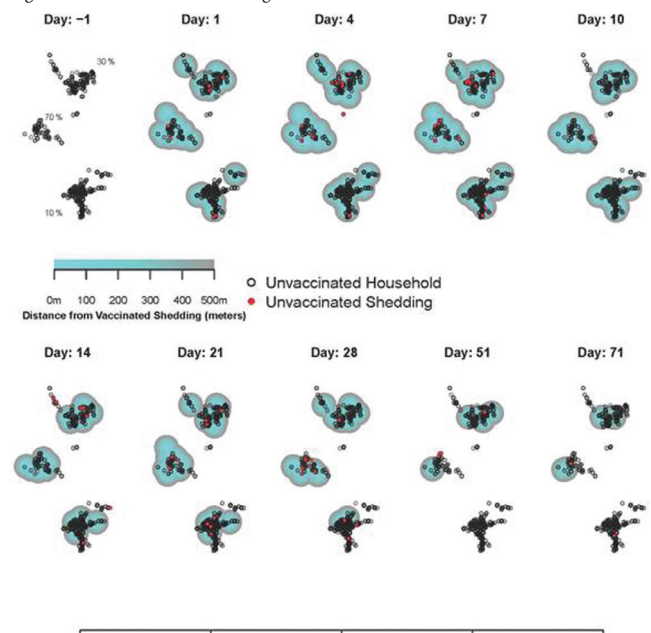 Day: −1
Day: 1
Day: 4
Day: 7
Day: 10
30 %
70 %
10 %
0m 100 200 300 400 500m
Distance from Vaccinated Shedding (meters)
Unvaccinated Household
Unvaccinated Shedding
Day: 14
Day: 21
Day: 28
Day: 51
Day: 71